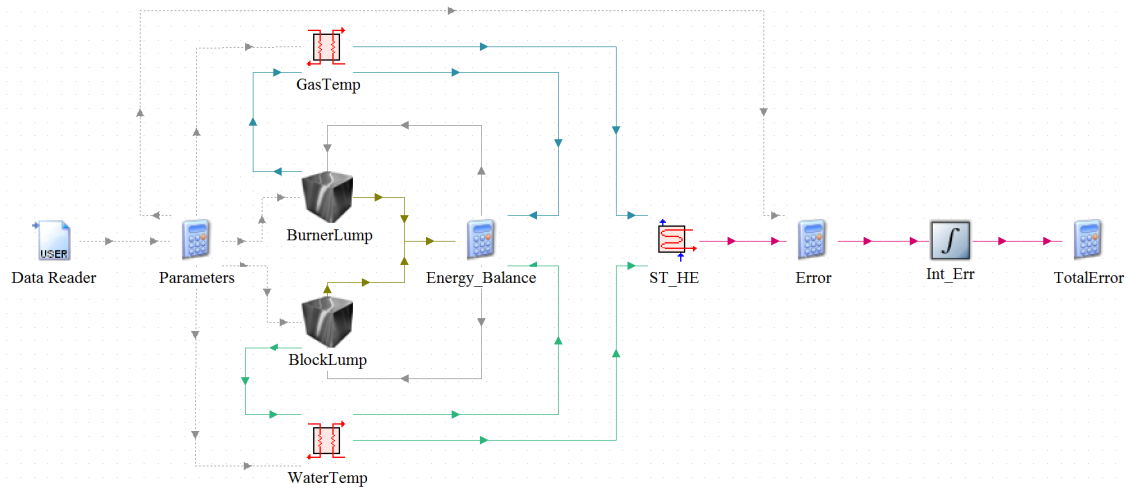 GasTemp
BurnerLump
USER
Data Reader
Parameters
Energy_Balance
ST_HE
Error
Int_Err
TotalError
BlockLump
WaterTemp